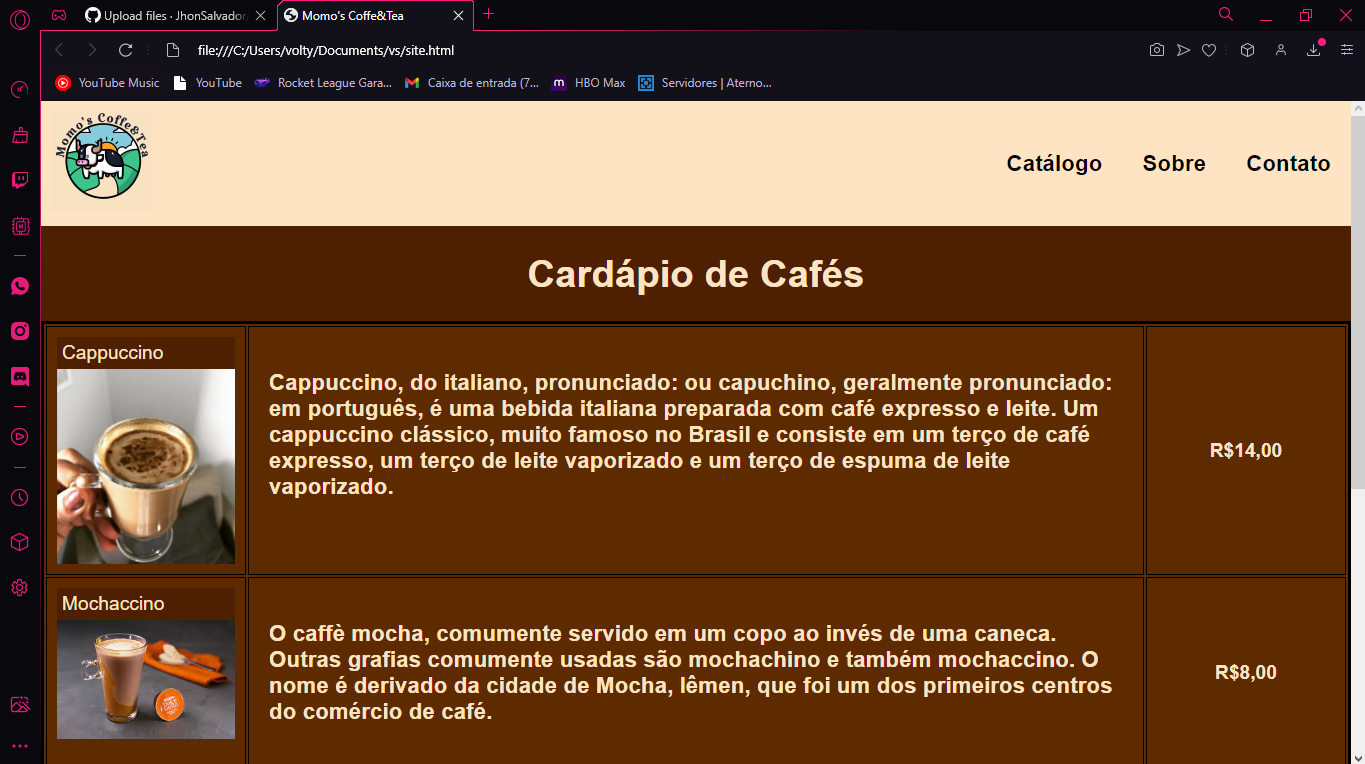 Upload files · JhonSalvador
Momo's Coffe&Tea
file:///C:/Users/volty/Documents/vs/site.html
YouTube Music
YouTube
Rocket League Gara...
Caixa de entrada (7...
HBO Max
Servidores | Aterno...
Momo's Coffe&Tea
Catálogo
Sobre
Contato
Cardápio de Cafés
Cappuccino
Cappuccino, do italiano, pronunciado: ou capuchino, geralmente pronunciado:
em português, é uma bebida italiana preparada com café expresso e leite. Um
cappuccino clássico, muito famoso no Brasil e consiste em um terço de café
expresso, um terço de leite vaporizado e um terço de espuma de leite
vaporizado.
R$14,00
Mochaccino
O caffè mocha, comumente servido em um copo ao invés de uma caneca.
Outras grafias comumente usadas são mochachino e também mochaccino. O
nome é derivado da cidade de Mocha, Iêmen, que foi um dos primeiros centros
do comércio de café.
R$8,00